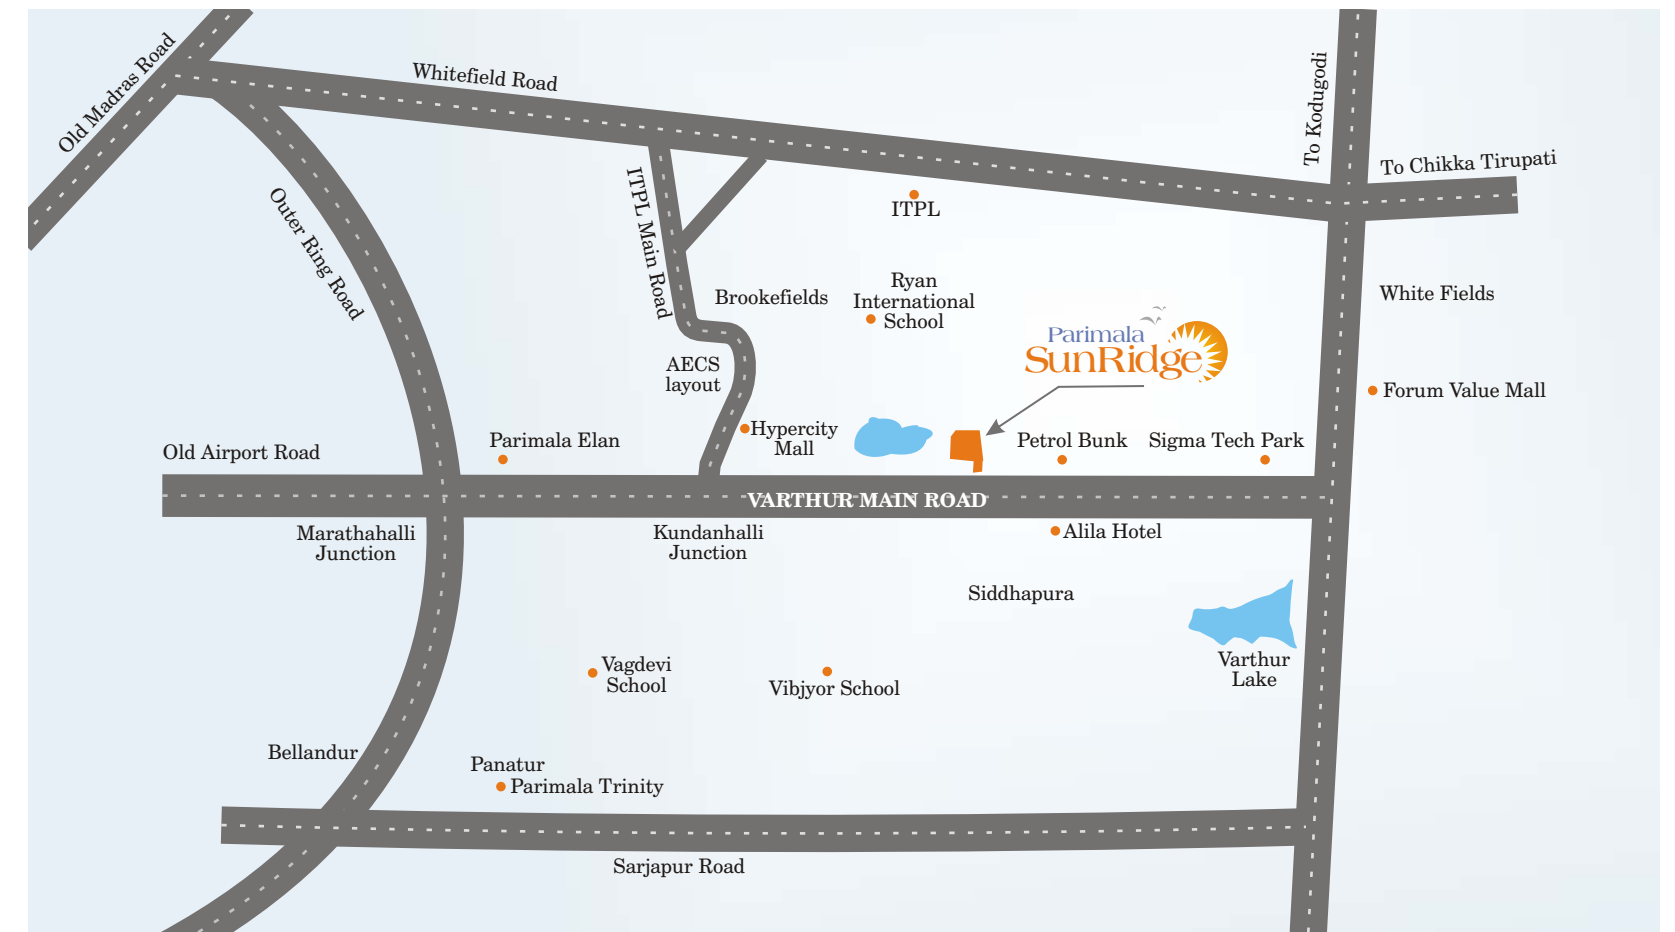 Old Madras Road
Whitefield Road
To Kodugodi
To Chikka Tirupati
Outer Ring Road
ITPL Main Road
ITPL
Brookefields
Ryan
International
School
White Fields
Parimala
SunRidge
AECS
layout
Forum Value Mall
Hypercity
Mall
Parimala Elan
Petrol Bunk
Sigma Tech Park
Old Airport Road
VARTHUR MAIN ROAD
Marathahalli
Junction
Kundanhalli
Junction
Alila Hotel
Siddhapura
Varthur
Lake
Vagdevi
School
Vibjyor School
Bellandur
Panatur
Parimala Trinity
Sarjapur Road